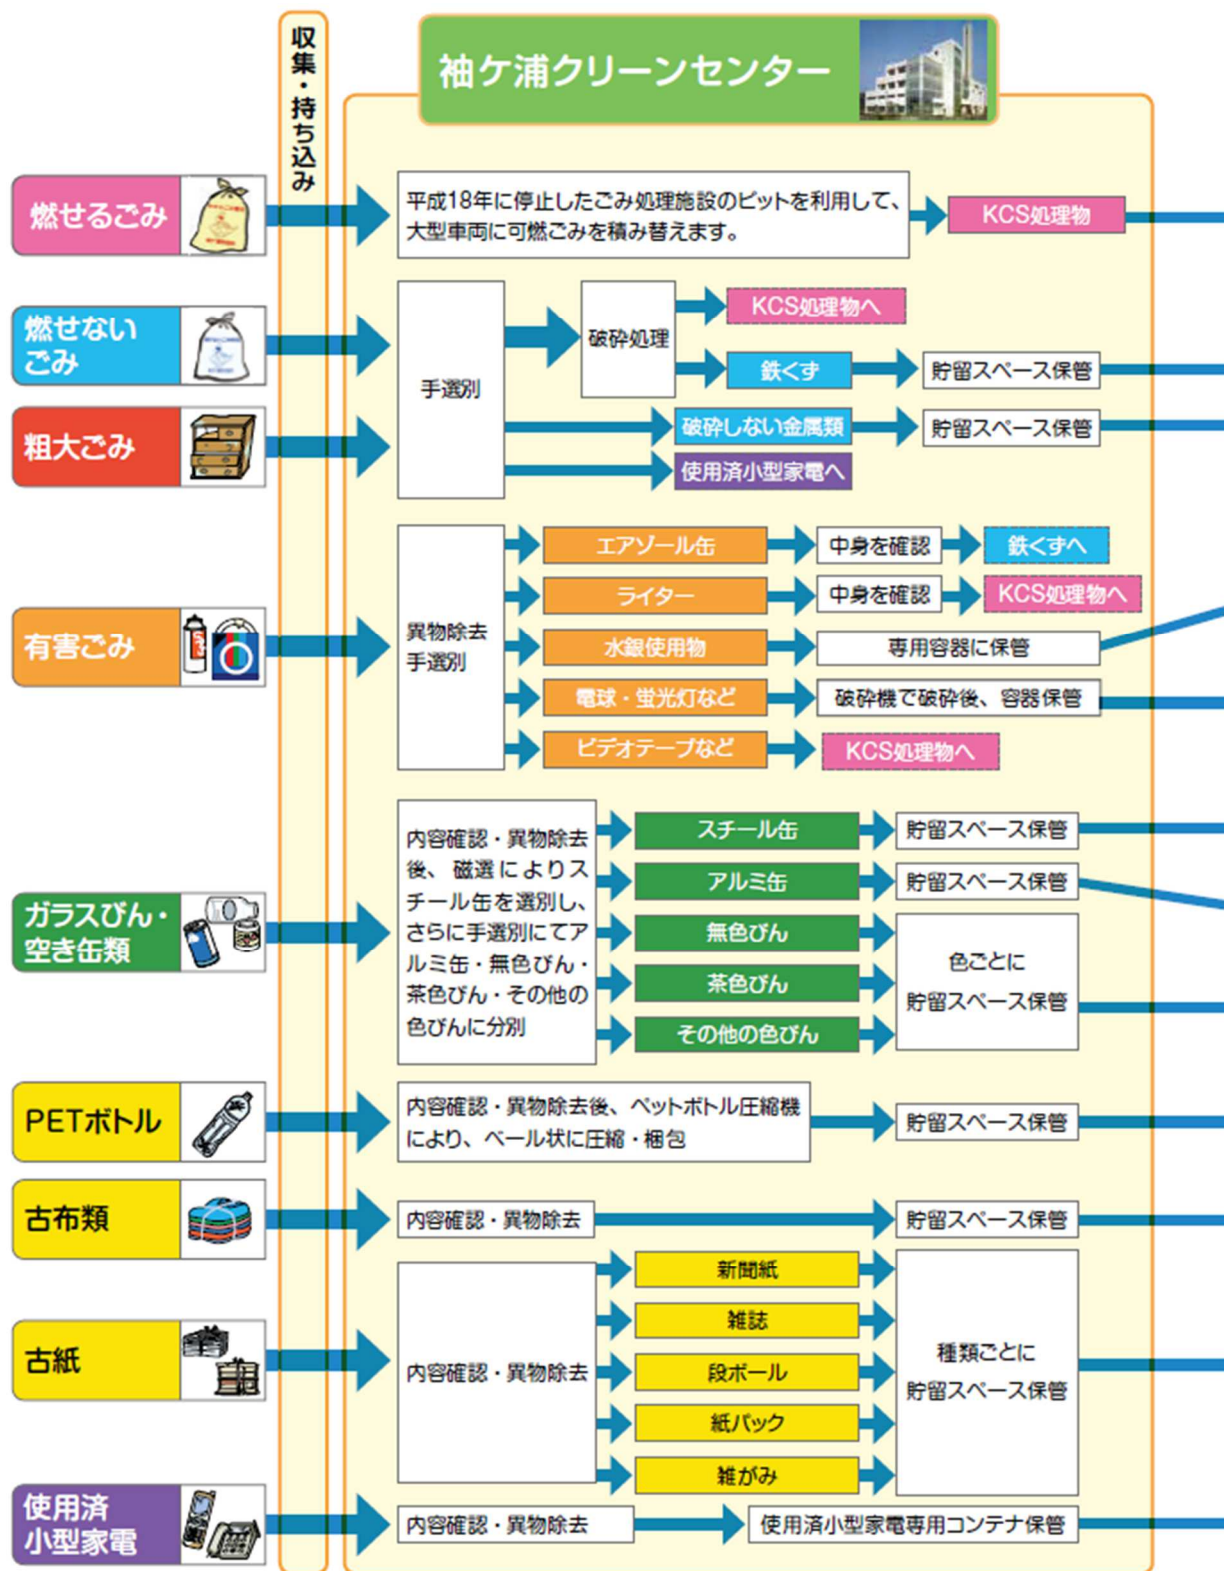 収集・持ち込み
袖ケ浦クリーンセンター
燃せるごみ
平成18年に停止したごみ処理施設のピットを利用して、
大型車両に可燃ごみを積み替えます。
KCS処理物
燃せない
ごみ
粗大ごみ
手選別
破砕処理
KCS処理物へ
鉄くず
貯留スペース保管
破砕しない金属類
貯留スペース保管
使用済小型家電へ
有害ごみ
異物除去
手選別
エアゾール缶
中身を確認
鉄くずへ
ライター
中身を確認
KCS処理物へ
水銀使用物
専用容器に保管
電球・蛍光灯など
破砕機で破砕後、容器保管
ビデオテープなど
KCS処理物へ
ガラスびん・
空き缶類
内容確認・異物除去
後、磁選によりス
チール缶を選別し、
さらに手選別にてア
ルミ缶・無色びん・
茶色びん・その他の
色びんに分別
スチール缶
貯留スペース保管
アルミ缶
貯留スペース保管
無色びん
茶色びん
その他の色びん
色ごとに
貯留スペース保管
PETボトル
内容確認・異物除去後、ペットボトル圧縮機
により、ベール状に圧縮・梱包
貯留スペース保管
古布類
内容確認・異物除去
貯留スペース保管
古紙
内容確認・異物除去
新聞紙
雑誌
段ボール
紙パック
雑がみ
種類ごとに
貯留スペース保管
使用済
小型家電
内容確認・異物除去
使用済小型家電専用コンテナ保管